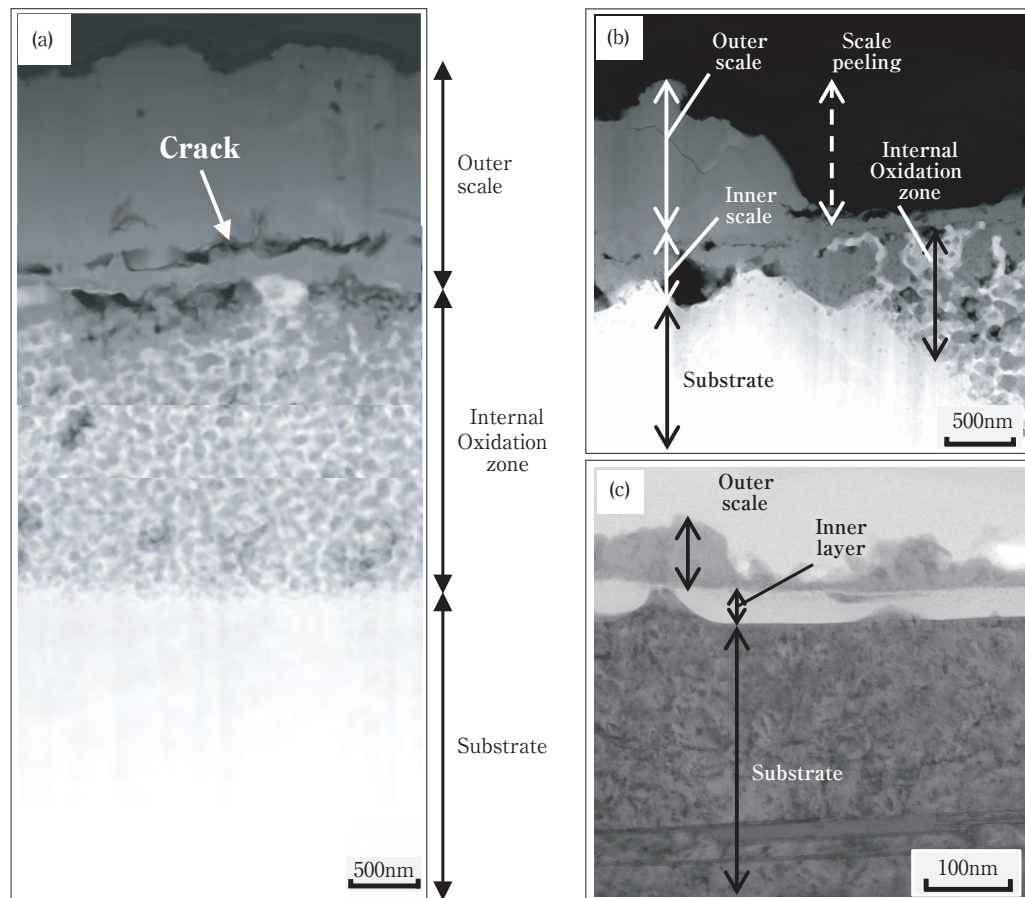 (a)
Crack
Outer
scale
Internal
Oxidation
zone
Substrate
500nm
(b)
Outer
scale
Scale
peeling
Inner
scale
Internal
Oxidation
zone
Substrate
500nm
(c)
Outer
scale
Inner
layer
Substrate
100nm